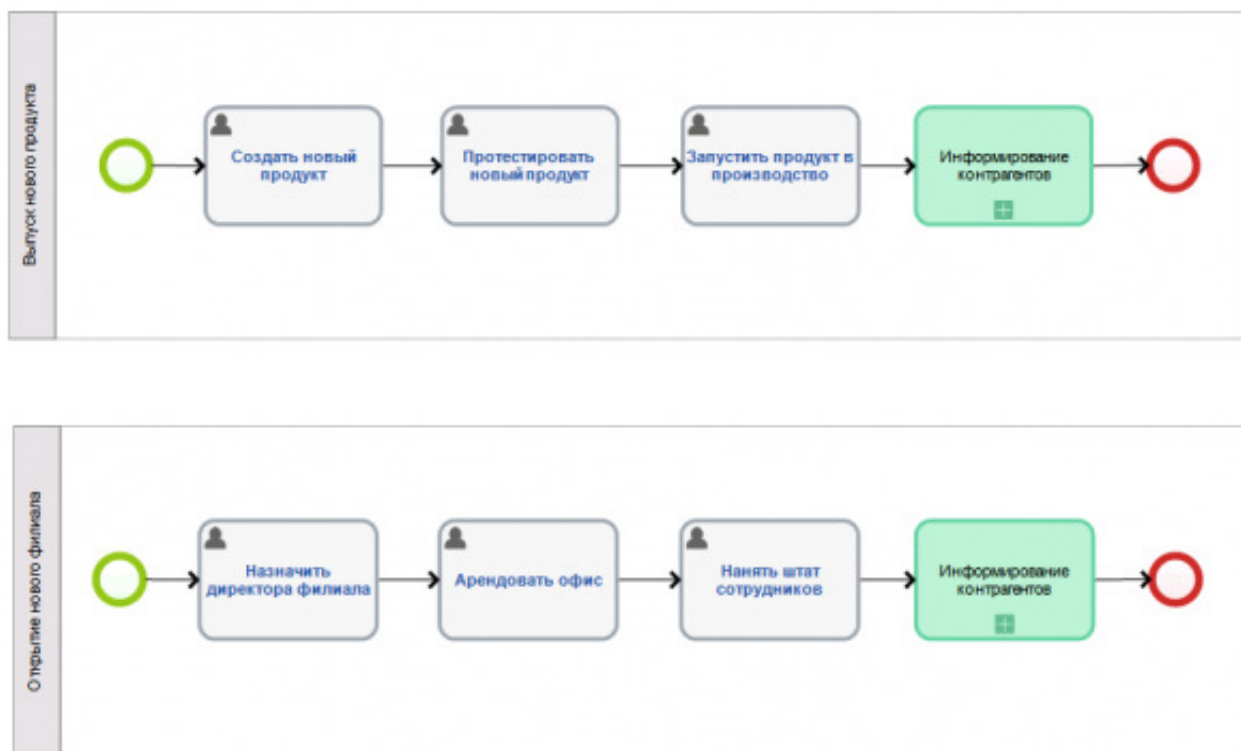 Выпуск нового продукта
Создать новый
продукт
Протестировать
новый продукт
Запустить продукт в
производство
Информирование
контрагентов
Открытие нового филиала
Назначить
директора филиала
Арендовать офис
Нанять штат
сотрудников
Информирование
контрагентов